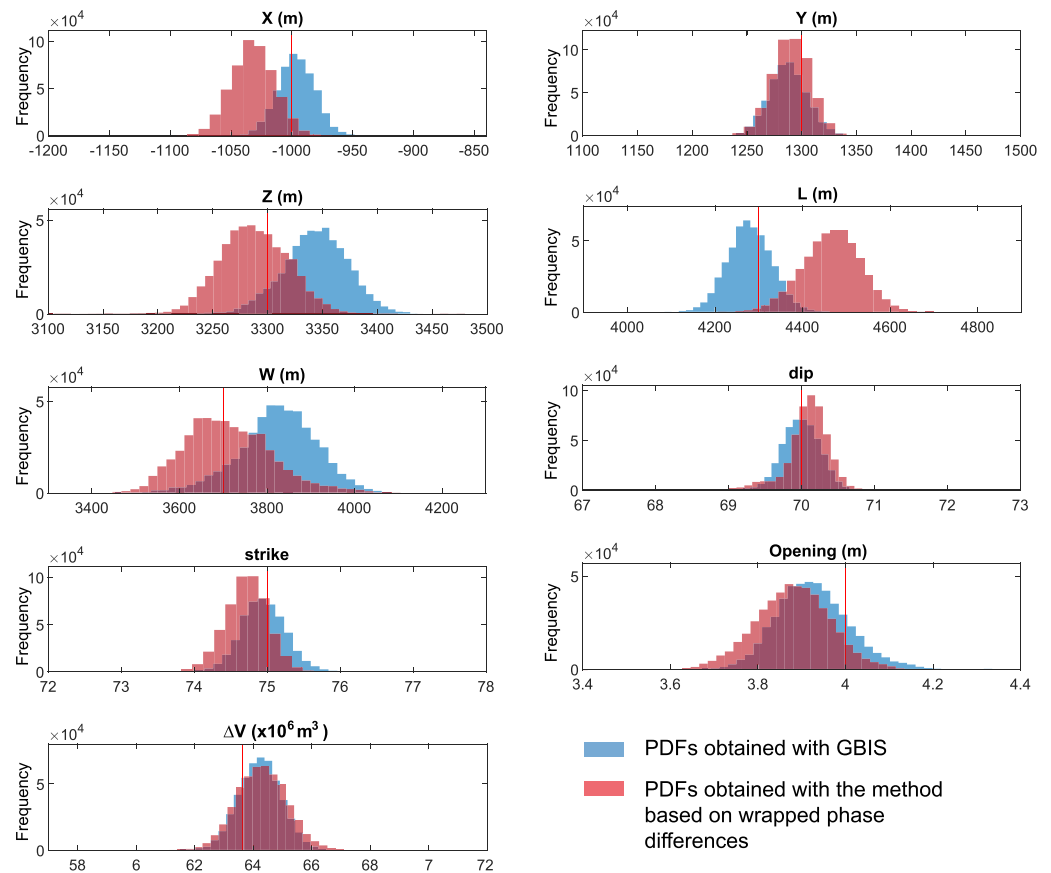 X (m)
×10⁴
Frequency
10
5
0
-1200 -1150 -1100 -1050 -1000 -950 -900 -850
Y (m)
×10⁴
Frequency
10
5
0
1100 1150 1200 1250 1300 1350 1400 1450 1500
Z (m)
×10⁴
Frequency
5
0
3100 3150 3200 3250 3300 3350 3400 3450 3500
L (m)
×10⁴
Frequency
5
0
4000 4200 4400 4600 4800
W (m)
×10⁴
Frequency
5
0
3400 3600 3800 4000 4200
dip
×10⁴
Frequency
10
5
0
67 68 69 70 71 72 73
strike
×10⁴
Frequency
10
5
0
72 73 74 75 76 77 78
Opening (m)
×10⁴
Frequency
5
0
3.4 3.6 3.8 4 4.2 4.4
ΔV (x10⁶ m³ )
×10⁴
Frequency
5
0
58 6 62 64 66 68 7 72
PDFs obtained with GBIS
PDFs obtained with the method
based on wrapped phase
differences